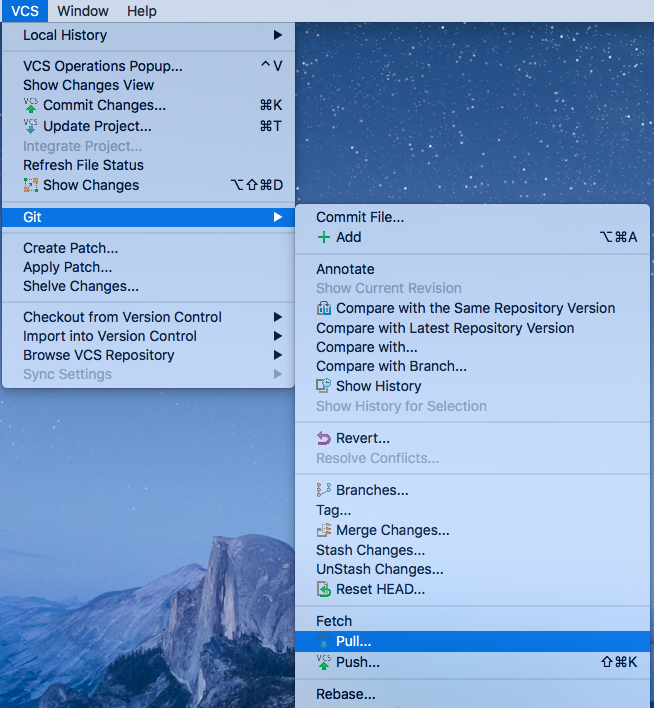 VCS Window Help
Local History
VCS Operations Popup... ^V
Show Changes View
VCS Commit Changes... ⌘K
VCS Update Project... ⌘T
Integrate Project...
Refresh File Status
Show Changes ⌥⇧⌘D
Git
Create Patch...
Apply Patch...
Shelve Changes...
Checkout from Version Control
Import into Version Control
Browse VCS Repository
Sync Settings
Commit File...
Add ⌥⌘A
Annotate
Show Current Revision
Compare with the Same Repository Version
Compare with Latest Repository Version
Compare with...
Compare with Branch...
Show History
Show History for Selection
Revert...
Resolve Conflicts...
Branches...
Tag...
Merge Changes...
Stash Changes...
UnStash Changes...
Reset HEAD...
Fetch
Pull...
VCS Push... ⇧⌘K
Rebase...